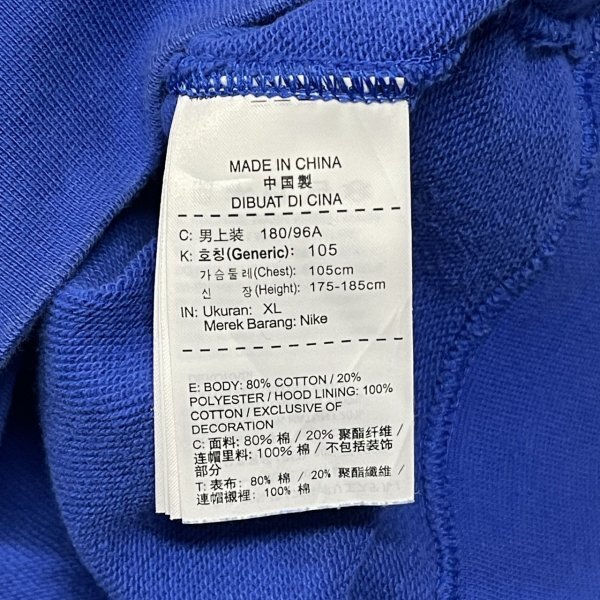 MADE IN CHINA
中国製
DIBUAT DI CINA
C: 男上装 180/96A
K: 호칭(Generic): 105
가슴둘레(Chest): 105cm
신 장(Height): 175-185cm
IN: Ukuran: XL
Merek Barang: Nike
E: BODY: 80% COTTON / 20%
POLYESTER / HOOD LINING: 100%
COTTON / EXCLUSIVE OF
DECORATION
C: 面料: 80% 棉 / 20% 聚酯纤维 /
连帽里料: 100% 棉 / 不包括装饰
部分
T: 表布: 80% 棉 / 20% 聚酯纖維 /
連帽襯裡: 100% 棉